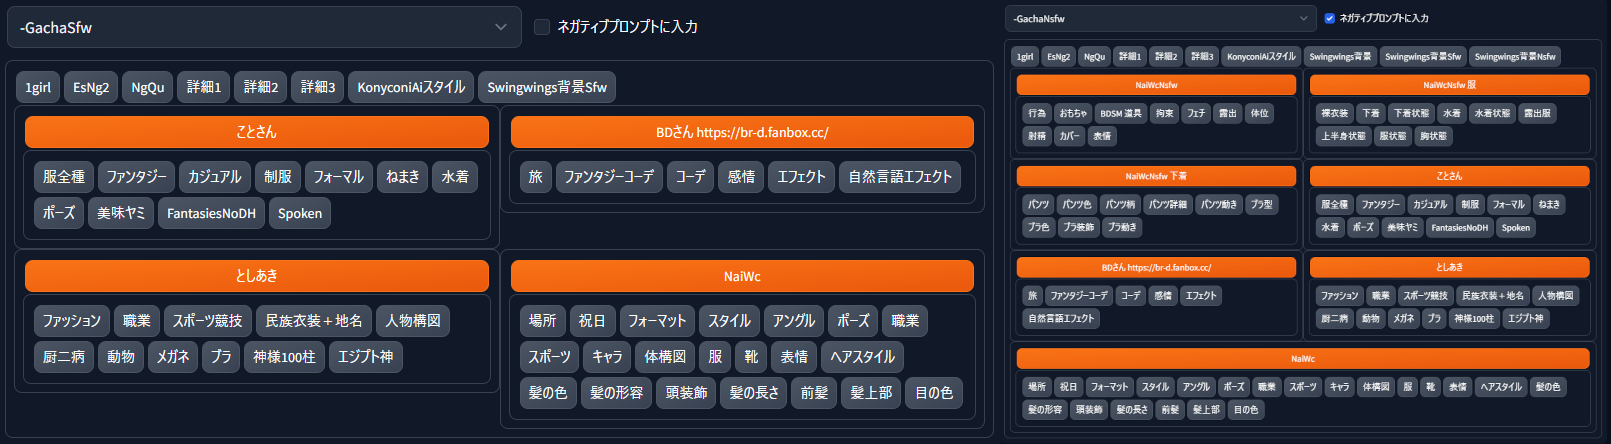 -GachaSfw
ネガティブプロンプトに入力
1girl EsNg2 NgQu 詳細1 詳細2 詳細3 KonyconiAiスタイル Swingwings背景Sfw
ことさん
服全種 ファンタジー カジュアル 制服 フォーマル ねまき 水着
ポーズ 美味ヤミ FantasiesNoDH Spoken
BDさん https://br-d.fanbox.cc/
旅 ファンタジーコーデ コーデ 感情 エフェクト 自然言語エフェクト
としあき
ファッション 職業 スポーツ競技 民族衣装＋地名 人物構図
厨二病 動物 メガネ ブラ 神様100柱 エジプト神
NaiWc
場所 祝日 フォーマット スタイル アングル ポーズ 職業
スポーツ キャラ 体構図 服 靴 表情 ヘアスタイル
髪の色 髪の形容 頭装飾 髪の長さ 前髪 髪上部 目の色
-GachaNsfw
ネガティブプロンプトに入力
1girl EsNg2 NgQu 詳細1 詳細2 詳細3 KonyconiAiスタイル Swingwings背景 Swingwings背景Sfw Swingwings背景Nsfw
NaiWcNsfw
行為 おもちゃ BDSM 道具 拘束 フェチ 露出 体位
射精 カバー 表情
NaiWcNsfw 服
裸衣装 下着 下着状態 水着 水着状態 露出服
上半身状態 服状態 胸状態
NaiWcNsfw 下着
パンツ パンツ色 パンツ柄 パンツ詳細 パンツ動き ブラ型
ブラ色 ブラ装飾 ブラ動き
ことさん
服全種 ファンタジー カジュアル 制服 フォーマル ねまき
水着 ポーズ 美味ヤミ FantasiesNoDH Spoken
BDさん https://br-d.fanbox.cc/
旅 ファンタジーコーデ コーデ 感情 エフェクト
自然言語エフェクト
としあき
ファッション 職業 スポーツ競技 民族衣装＋地名 人物構図
厨二病 動物 メガネ ブラ 神様100柱 エジプト神
NaiWc
場所 祝日 フォーマット スタイル アングル ポーズ 職業 スポーツ キャラ 体構図 服 靴 表情 ヘアスタイル 髪の色
髪の形容 頭装飾 髪の長さ 前髪 髪上部 目の色